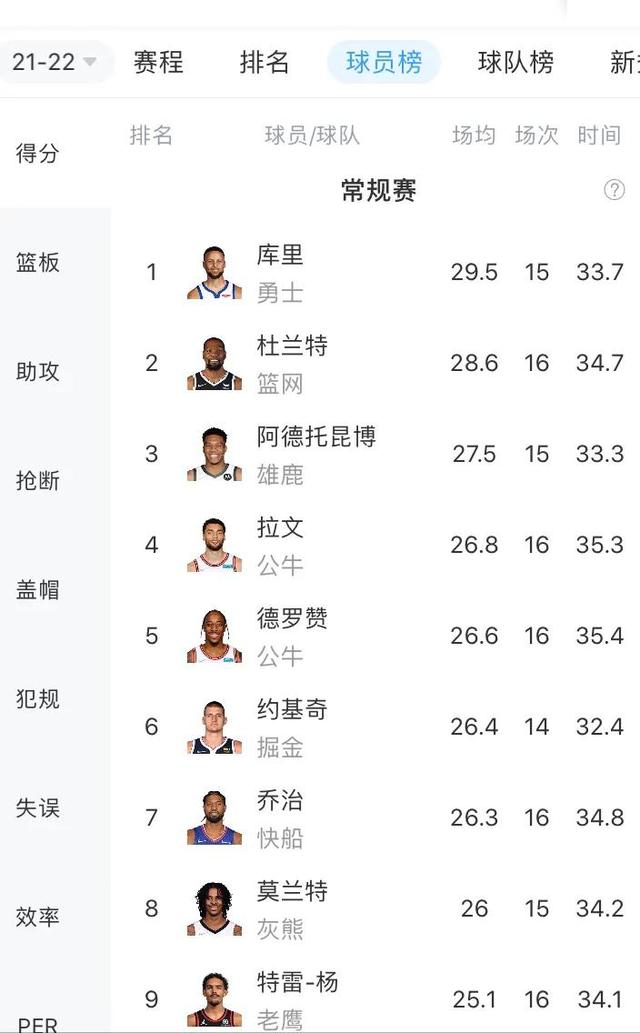 21-22 赛程 排名 球员榜 球队榜 新
得分
篮板
助攻
抢断
盖帽
犯规
失误
效率
PER
排名 球员/球队 场均 场次 时间
常规赛 ?
1 库里 29.5 15 33.7
勇士
2 杜兰特 28.6 16 34.7
篮网
3 阿德托昆博 27.5 15 33.3
雄鹿
4 拉文 26.8 16 35.3
公牛
5 德罗赞 26.6 16 35.4
公牛
6 约基奇 26.4 14 32.4
掘金
7 乔治 26.3 16 34.8
快船
8 莫兰特 26 15 34.2
灰熊
9 特雷-杨 25.1 16 34.1
老鹰